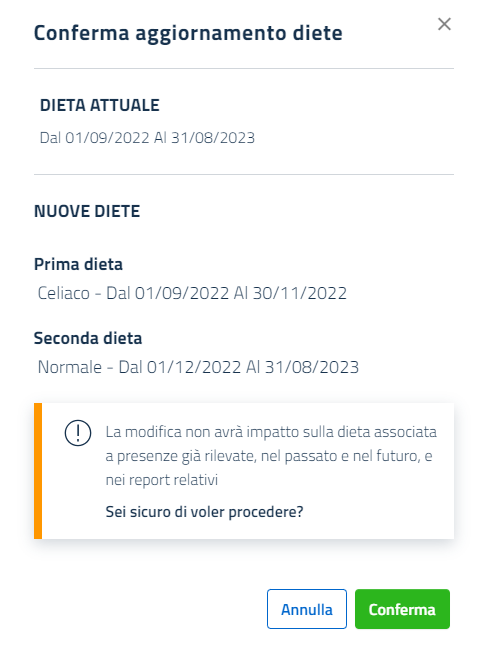 Conferma aggiornamento diete
DIETA ATTUALE
Dal 01/09/2022 Al 31/08/2023
NUOVE DIETE
Prima dieta
Celiaco - Dal 01/09/2022 Al 30/11/2022
Seconda dieta
Normale - Dal 01/12/2022 Al 31/08/2023
La modifica non avrà impatto sulla dieta associata
a presenze già rilevate, nel passato e nel futuro, e
nei report relativi
Sei sicuro di voler procedere?
Annulla
Conferma